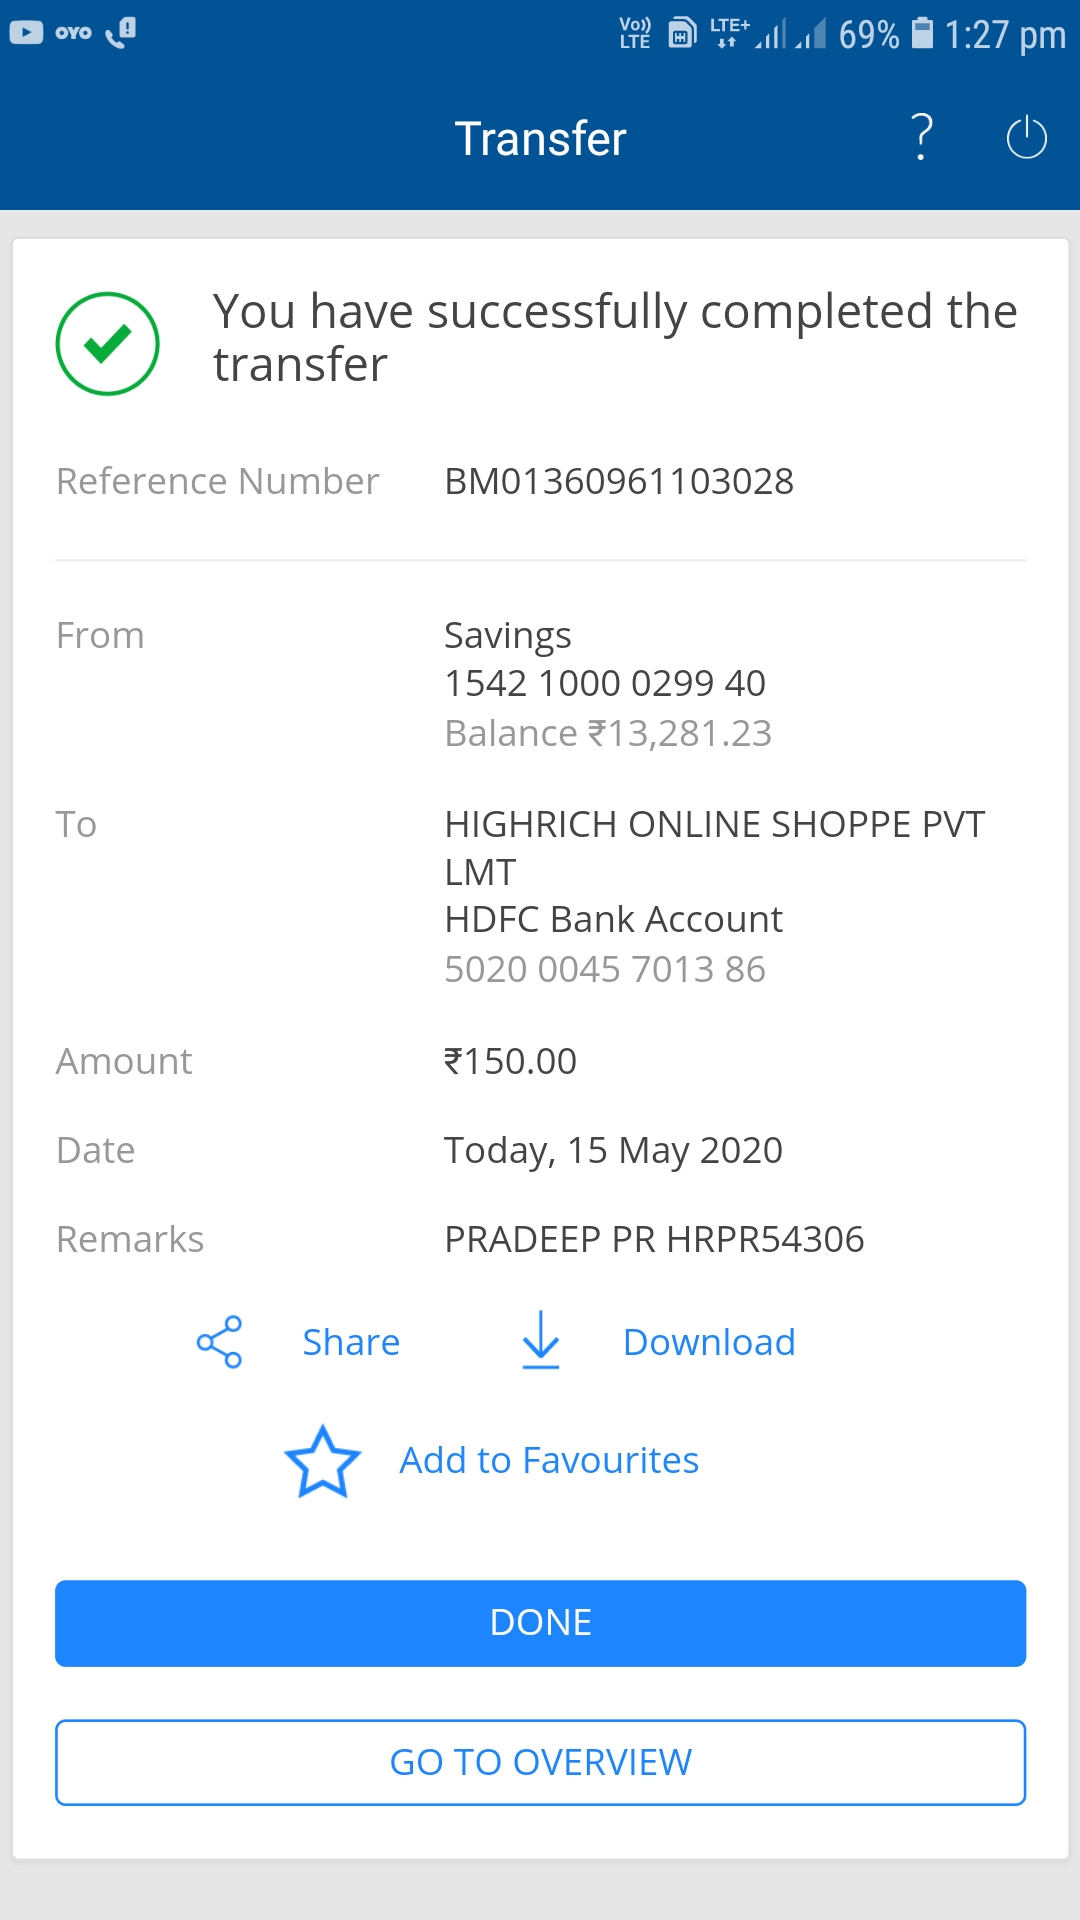 OYO Vo)) LTE LTE+ 69% 1:27 pm
Transfer ?
You have successfully completed the
transfer
Reference Number BM01360961103028
From Savings
1542 1000 0299 40
Balance ₹13,281.23
To HIGHRICH ONLINE SHOPPE PVT
LMT
HDFC Bank Account
5020 0045 7013 86
Amount ₹150.00
Date Today, 15 May 2020
Remarks PRADEEP PR HRPR54306
Share Download
Add to Favourites
DONE
GO TO OVERVIEW